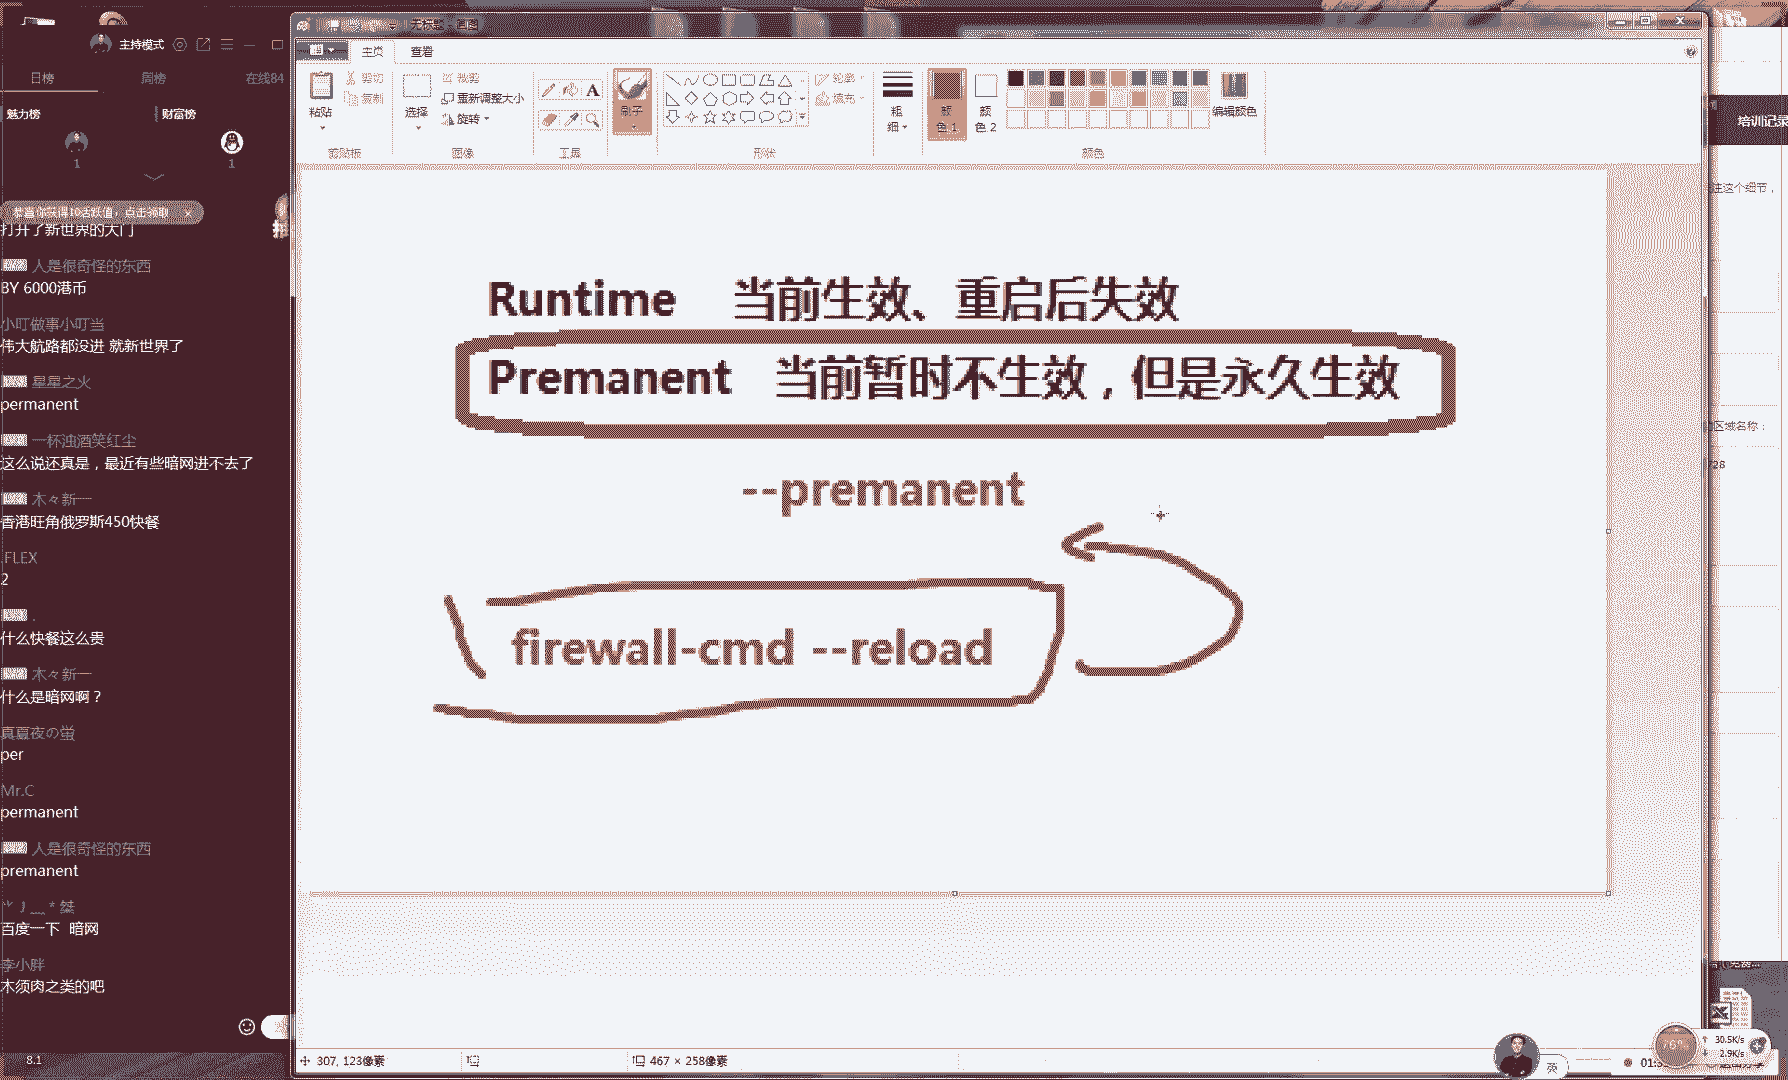 无标题 - 画图
主持模式
日榜
周榜
在线84
魅力榜
财富榜
1
1
恭喜你获得10活跃值，点击领取
打开了新世界的大门
人是很奇怪的东西
BY 6000港币
小叮做事小叮当
伟大航路都没进 就新世界了
星星之火
permanent
一杯浊酒笑红尘
这么说还真是，最近有些暗网进不去了
木々新一
香港旺角俄罗斯450快餐
.FLEX
2
.
什么快餐这么贵
木々新一
什么是暗网啊？
真夏夜の蛍
per
Mr.C
permanent
人是很奇怪的东西
premanent
桀
百度一下 暗网
李小胖
木须肉之类的吧
8.1
主页
查看
粘贴
剪切
复制
剪贴板
选择
裁剪
重新调整大小
旋转
图像
A
工具
刷子
轮廓
填充
形状
粗
细
颜
色 1
颜
色 2
编辑颜色
颜色
Runtime 当前生效、重启后失效
Premanent 当前暂时不生效，但是永久生效
--premanent
firewall-cmd --reload
307, 123像素
467 × 258像素
培训记录
注这个细节，
区域名称：
728
英
76%
30.5K/s
2.9K/s